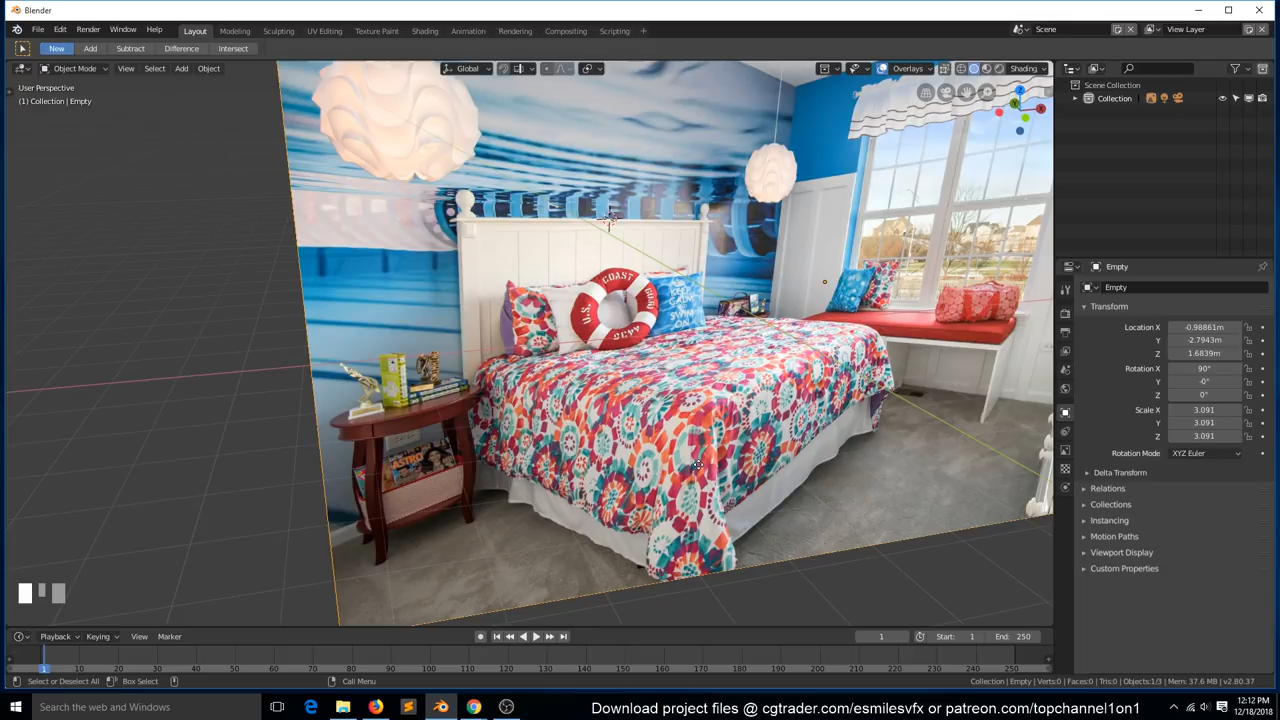 Blender
File Edit Render Window Help
Layout Modeling Sculpting UV Editing Texture Paint Shading Animation Rendering Compositing Scripting +
Scene
View Layer
New Add Subtract Difference Intersect
Object Mode View Select Add Object
Global
Overlays
Shading
User Perspective
(1) Collection | Empty
Scene Collection
Collection
Empty
Empty
Transform
Location X -0.98861m
Y -2.7943m
Z 1.6839m
Rotation X 90°
Y -0°
Z 0°
Scale X 3.091
Y 3.091
Z 3.091
Rotation Mode XYZ Euler
Delta Transform
Relations
Collections
Instancing
Motion Paths
Viewport Display
Custom Properties
U.S. COAST GUARD
KEEP
CALM
SWIM
ON
ASTRO
Playback Keying View Marker
1 Start: 1 End: 250
1 10 20 30 40 50 60 70 80 90 100 110 120 130 140 150 160 170 180 190 200 210 220 230 240 250
Select or Deselect All Box Select Call Menu
Collection | Empty | Verts:0 | Faces:0 | Tris:0 | Objects:1/3 | Mem: 37.6 MB | v2.80.37
Search the web and Windows
Download project files @ cgtrader.com/esmilesvfx or patreon.com/topchannel1on1
12:12 PM
12/18/2018